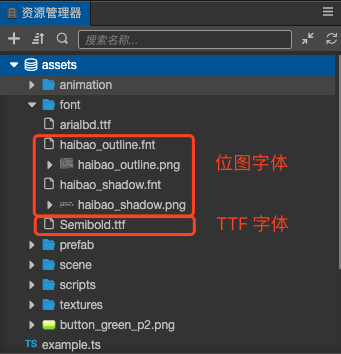 资源管理器
搜索名称...
assets
animation
font
arialbd.ttf
haibao_outline.fnt
haibao_outline.png
位图字体
haibao_shadow.fnt
haibao_shadow.png
Semibold.ttf
TTF 字体
prefab
scene
scripts
textures
button_green_p2.png
TS example.ts